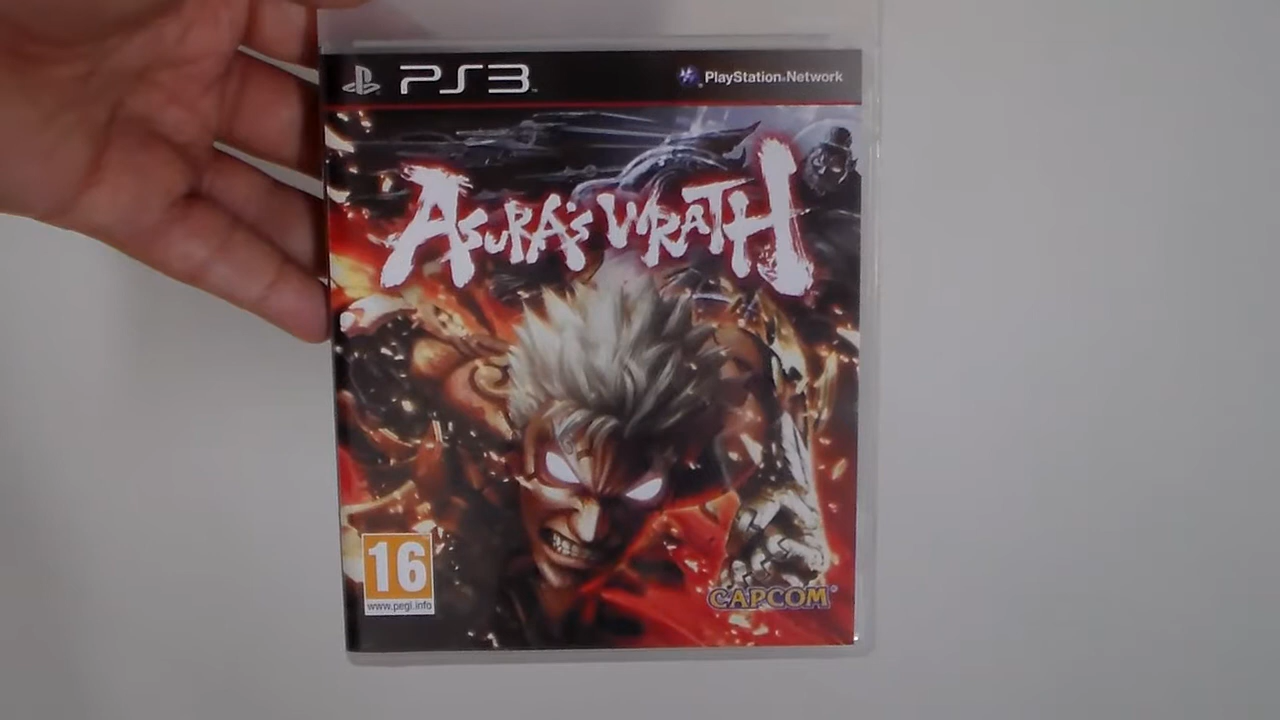 PS3
PlayStation®Network
ASURA'S WRATH
16
www.pegi.info
CAPCOM®